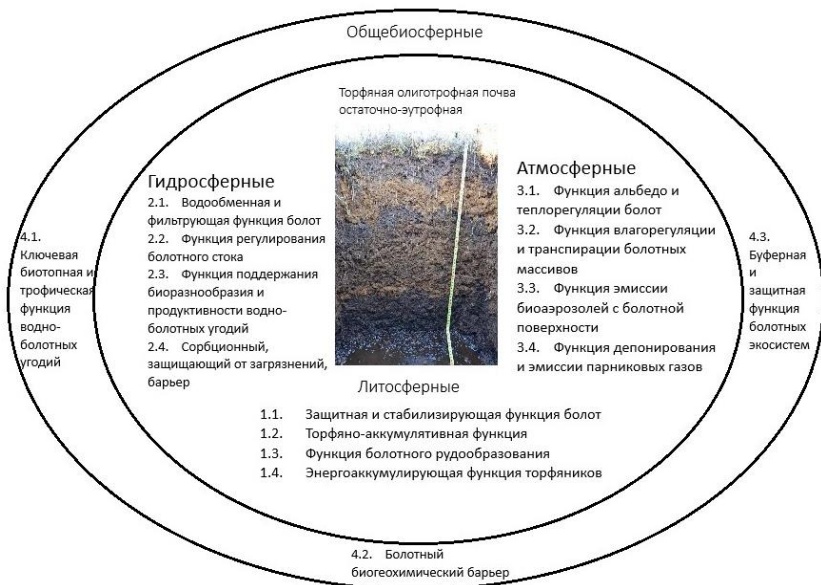 Общебиосферные
Торфяная олиготрофная почва
остаточно-эутрофная
Гидросферные
2.1. Водообменная и
фильтрующая функция болот
2.2. Функция регулирования
болотного стока
2.3. Функция поддержания
биоразнообразия и
продуктивности водно-
болотных угодий
2.4. Сорбционный,
защищающий от загрязнений,
барьер
Атмосферные
3.1. Функция альбедо и
теплорегуляции болот
3.2. Функция влагорегуляции
и транспирации болотных
массивов
3.3. Функция эмиссии
биоаэрозолей с болотной
поверхности
3.4. Функция депонирования
и эмиссии парниковых газов
4.1.
Ключевая
биотопная и
трофическая
функция
водно-
болотных
угодий
4.3.
Буферная
и
защитная
функция
болотных
экосистем
Литосферные
1.1. Защитная и стабилизирующая функция болот
1.2. Торфяно-аккумулятивная функция
1.3. Функция болотного рудообразования
1.4. Энергоаккумулирующая функция торфяников
4.2. Болотный
биогеохимический барьер